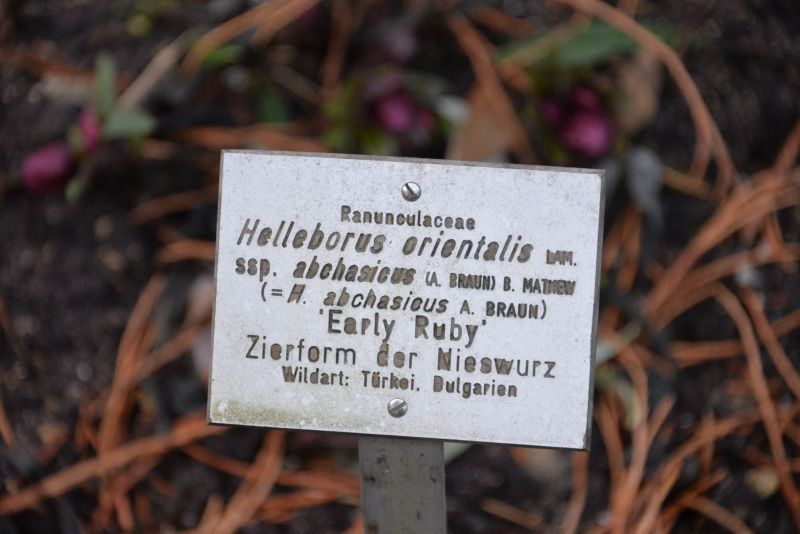 Ranunculaceae
Helleborus orientalis LAM.
ssp. abchasicus (A. BRAUN) B. MATHEW
(= H. abchasicus A. BRAUN)
'Early Ruby'
Zierform der Nieswurz
Wildart: Türkei, Bulgarien